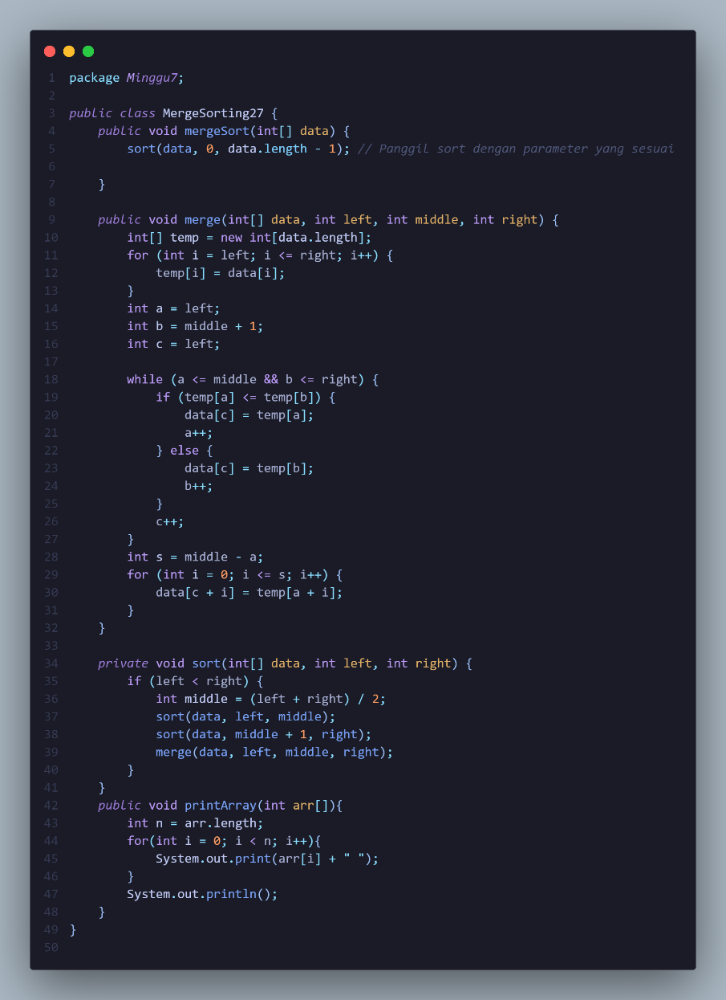 1 package Minggu7;
2
3 public class MergeSorting27 {
4     public void mergeSort(int[] data) {
5         sort(data, 0, data.length - 1); // Panggil sort dengan parameter yang sesuai
6
7     }
8
9     public void merge(int[] data, int left, int middle, int right) {
10         int[] temp = new int[data.length];
11         for (int i = left; i <= right; i++) {
12             temp[i] = data[i];
13         }
14         int a = left;
15         int b = middle + 1;
16         int c = left;
17
18         while (a <= middle && b <= right) {
19             if (temp[a] <= temp[b]) {
20                 data[c] = temp[a];
21                 a++;
22             } else {
23                 data[c] = temp[b];
24                 b++;
25             }
26             c++;
27         }
28         int s = middle - a;
29         for (int i = 0; i <= s; i++) {
30             data[c + i] = temp[a + i];
31         }
32     }
33
34     private void sort(int[] data, int left, int right) {
35         if (left < right) {
36             int middle = (left + right) / 2;
37             sort(data, left, middle);
38             sort(data, middle + 1, right);
39             merge(data, left, middle, right);
40         }
41     }
42     public void printArray(int arr[]){
43         int n = arr.length;
44         for(int i = 0; i < n; i++){
45             System.out.print(arr[i] + " ");
46         }
47         System.out.println();
48     }
49 }
50